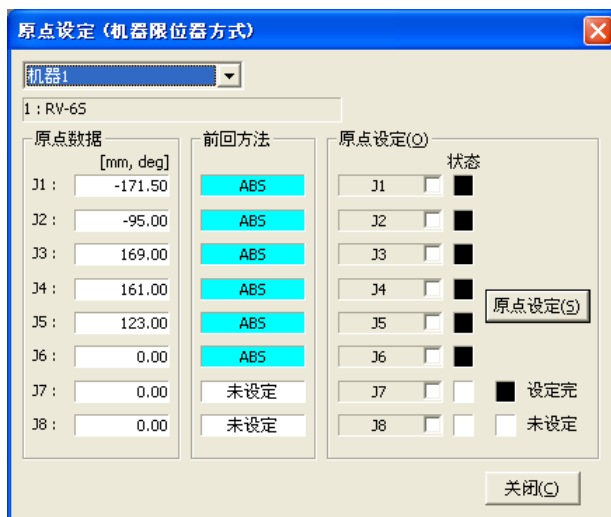 原点设定 (机器限位器方式)
机器1
1 : RV-6S
原点数据 前回方法 原点设定(O)
[mm, deg] 状态
J1 : -171.50 ABS J1
J2 : -95.00 ABS J2
J3 : 169.00 ABS J3
J4 : 161.00 ABS J4
原点设定(S)
J5 : 123.00 ABS J5
J6 : 0.00 ABS J6
J7 : 0.00 未设定 J7 设定完
J8 : 0.00 未设定 J8 未设定
关闭(C)